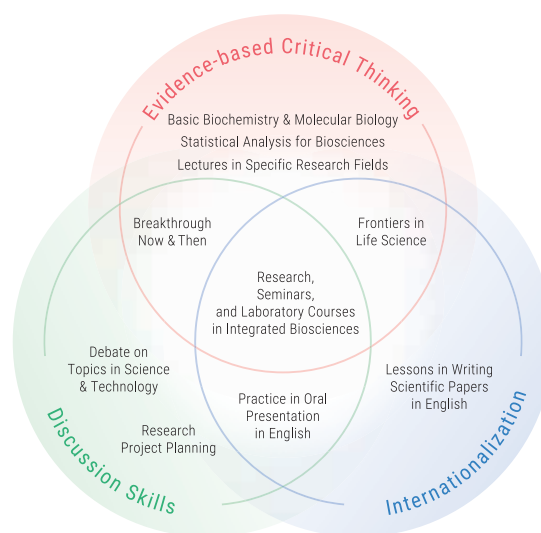 Evidence-based Critical Thinking
Basic Biochemistry & Molecular Biology
Statistical Analysis for Biosciences
Lectures in Specific Research Fields
Breakthrough
Now & Then
Frontiers in
Life Science
Research,
Seminars,
and Laboratory Courses
in Integrated Biosciences
Debate on
Topics in Science
& Technology
Research
Project Planning
Practice in Oral
Presentation
in English
Lessons in Writing
Scientific Papers
in English
Discussion Skills
Internationalization